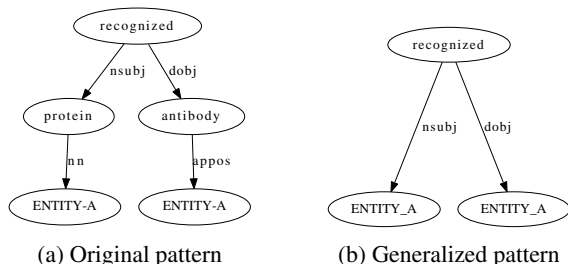 recognized
nsubj dobj
protein antibody
nn appos
ENTITY-A ENTITY-A
(a) Original pattern
recognized
nsubj dobj
ENTITY_A ENTITY_A
(b) Generalized pattern